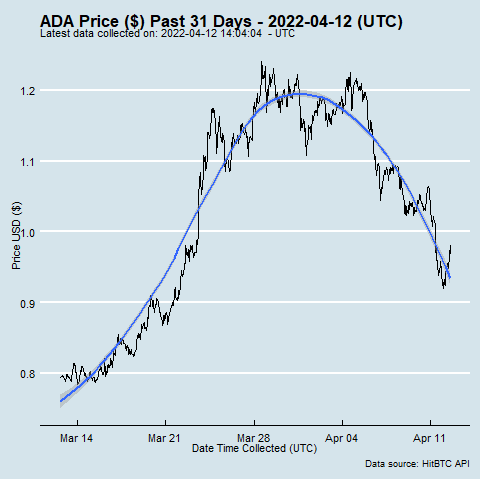 ADA Price ($) Past 31 Days - 2022-04-12 (UTC)
Latest data collected on: 2022-04-12 14:04:04 - UTC
Price USD ($)
1.2
1.1
1.0
0.9
0.8
Mar 14 Mar 21 Mar 28 Apr 04 Apr 11
Date Time Collected (UTC)
Data source: HitBTC API